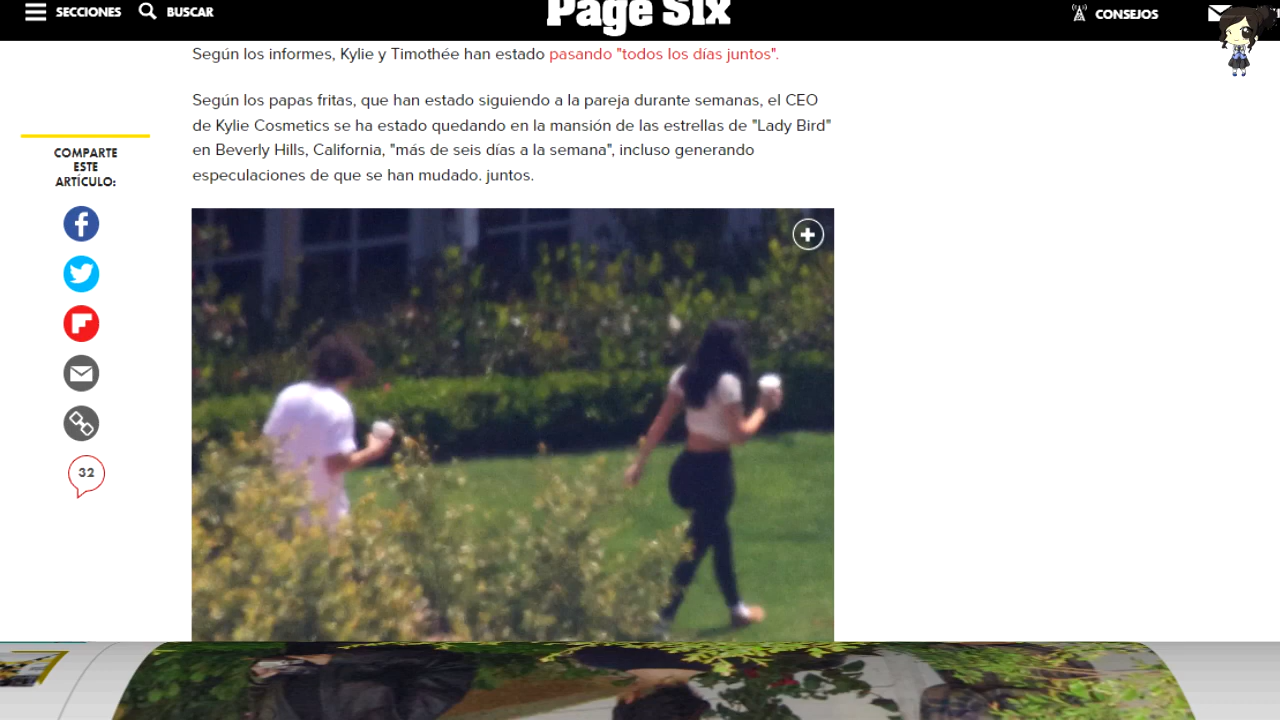 SECCIONES
BUSCAR
Page Six
CONSEJOS
Según los informes, Kylie y Timothée han estado pasando "todos los días juntos".
Según los papas fritas, que han estado siguiendo a la pareja durante semanas, el CEO
de Kylie Cosmetics se ha estado quedando en la mansión de las estrellas de "Lady Bird"
en Beverly Hills, California, "más de seis días a la semana", incluso generando
especulaciones de que se han mudado. juntos.
COMPARTE
ESTE
ARTÍCULO:
32